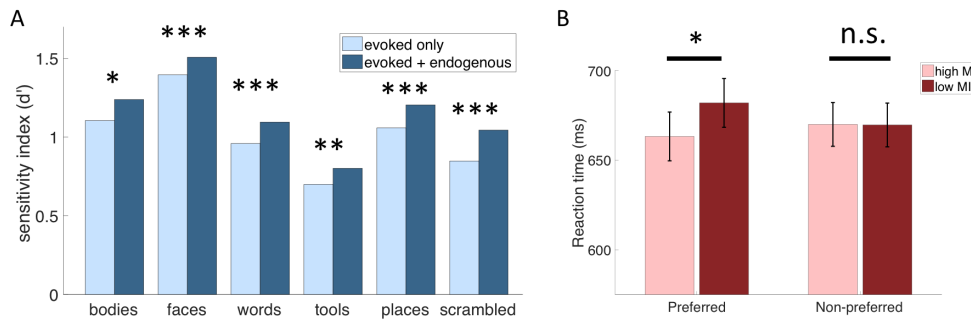 A
sensitivity index (d')
1.5
1
0.5
0
*
***
***
**
***
***
evoked only
evoked + endogenous
bodies faces words tools places scrambled
B
Reaction time (ms)
700
650
600
*
n.s.
high M
low MI
Preferred Non-preferred